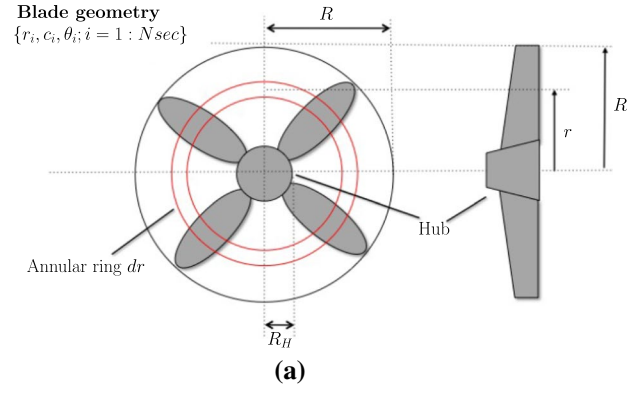 Blade geometry
{r_i, c_i, θ_i; i = 1 : Nsec}
R
R
r
Hub
Annular ring dr
R_H
(a)